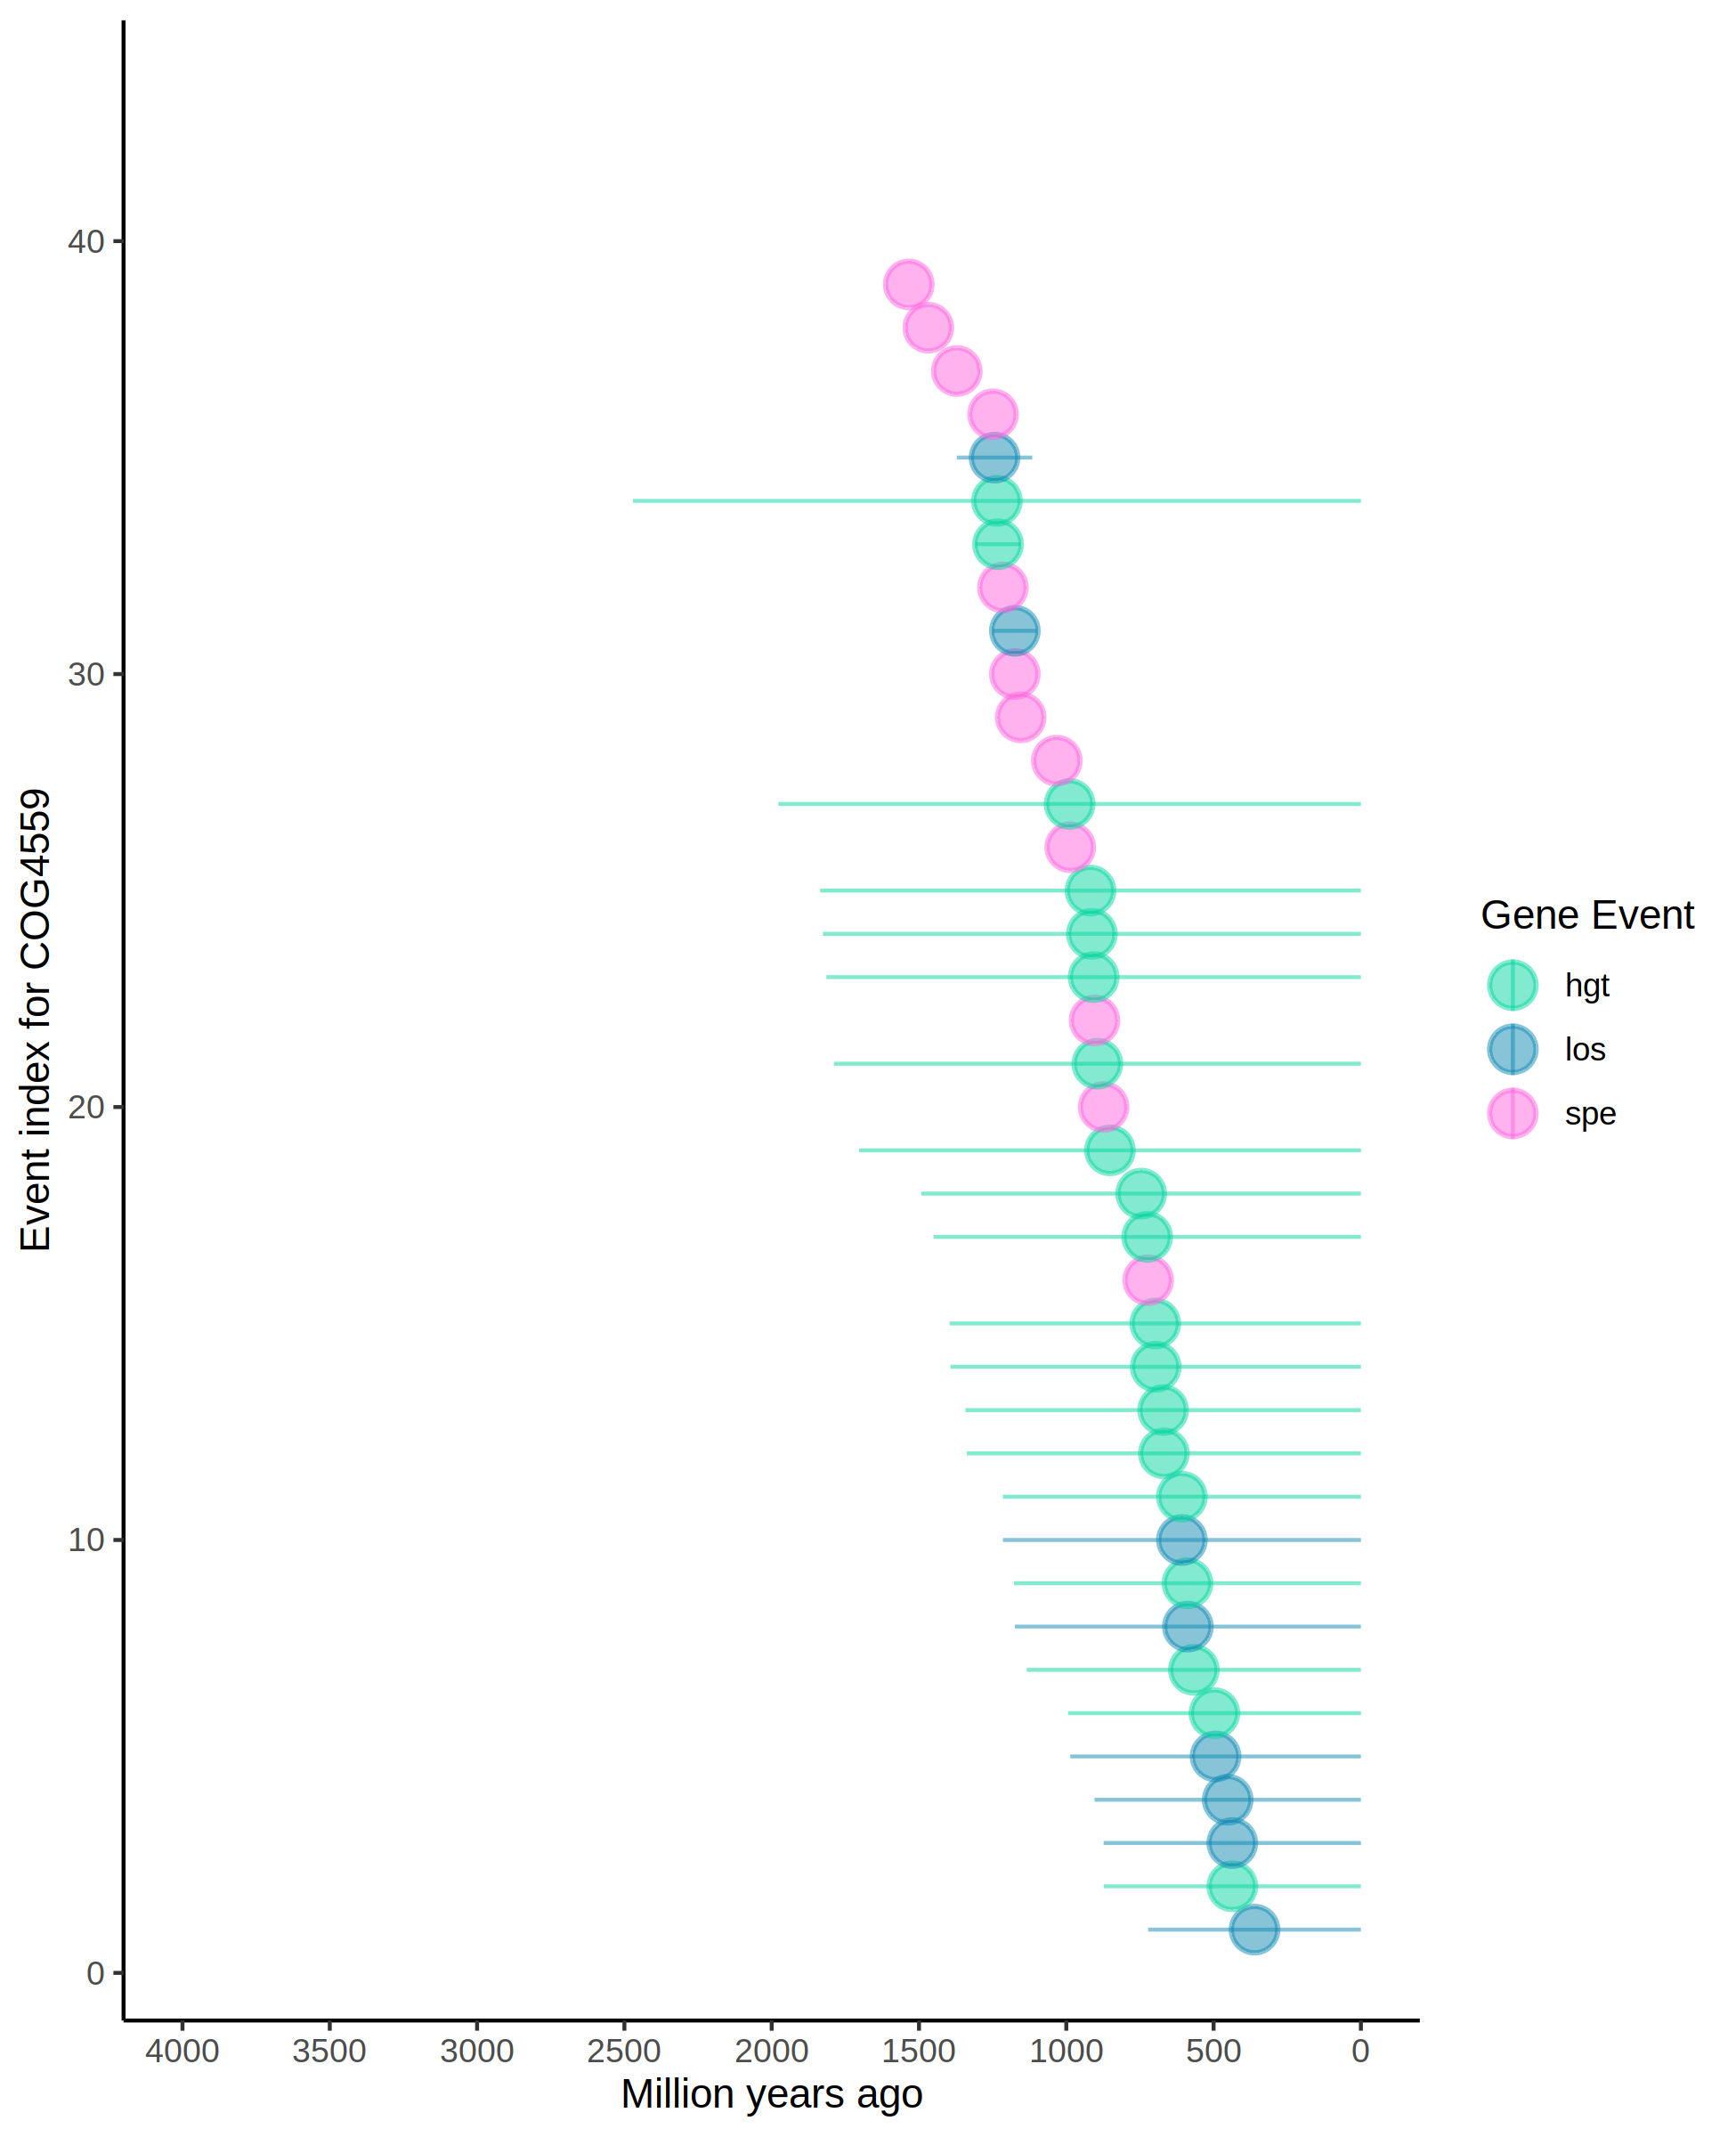 40
30
20
10
0
Event index for COG4559
4000 3500 3000 2500 2000 1500 1000 500 0
Million years ago
Gene Event
hgt
los
spe